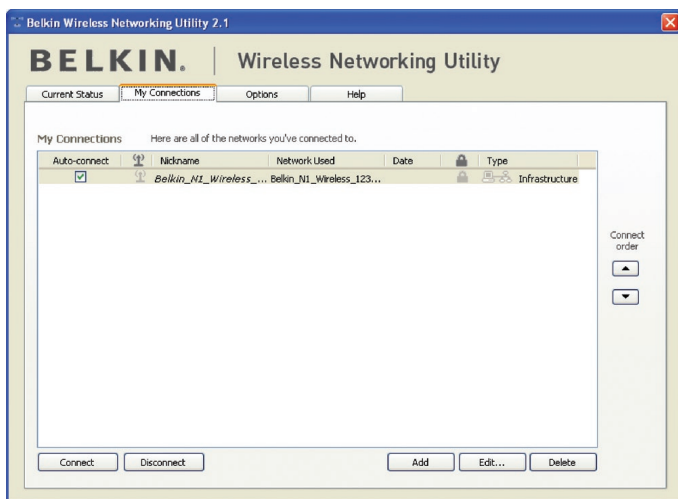 Belkin Wireless Networking Utility 2.1
BELKIN. | Wireless Networking Utility
Current Status My Connections Options Help
My Connections Here are all of the networks you've connected to.
Auto-connect Nickname Network Used Date Type
Belkin_N1_Wireless_... Belkin_N1_Wireless_123... Infrastructure
Connect order
Connect Disconnect Add Edit... Delete